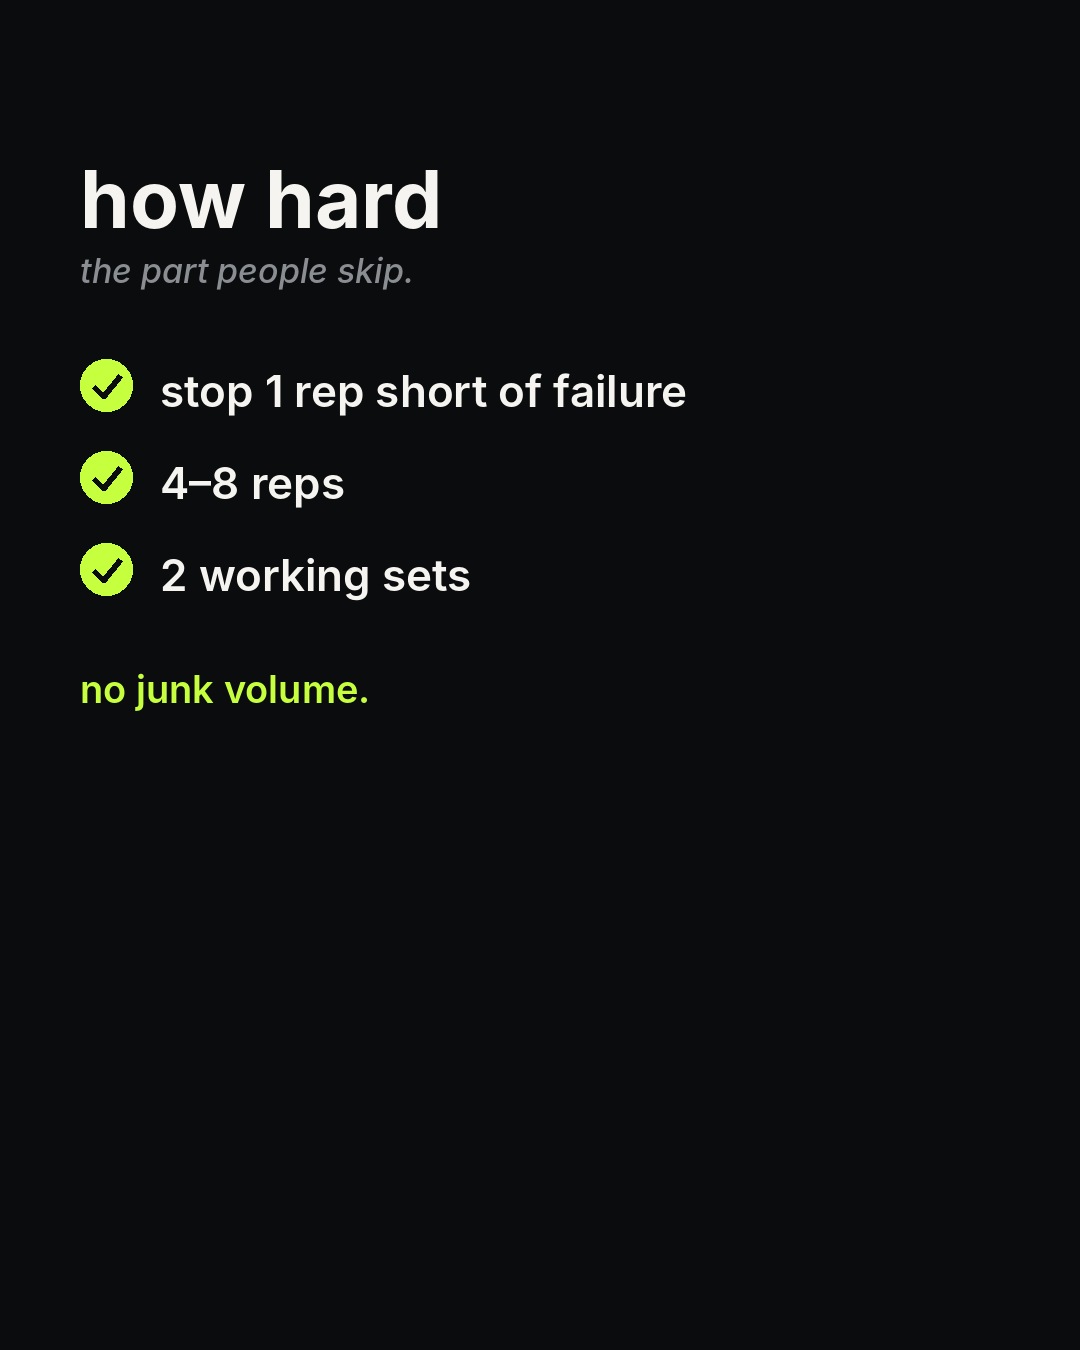 how hard
the part people skip.
stop 1 rep short of failure
4–8 reps
2 working sets
no junk volume.